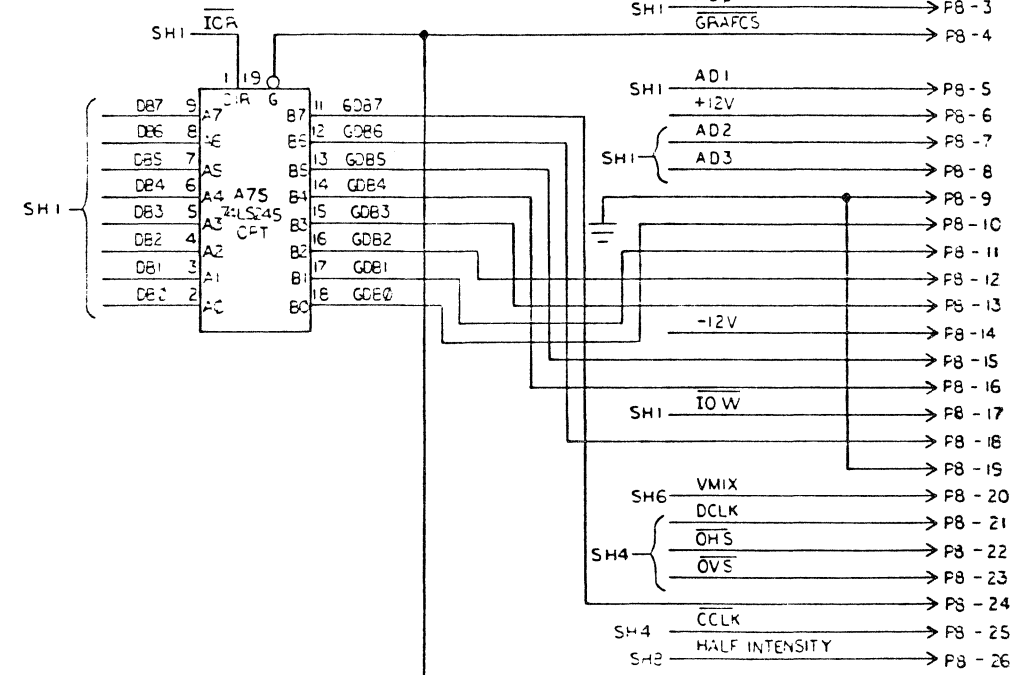 SH1 P8-3
ICR GRAFCS
SH1 P8-4
1 19
DIR G
SH1 AD1 P8-5
+12V P8-6
DB7 9 A7 B7 11 GDB7
AD2 P8-7
DB6 8 A6 B6 12 GDB6
SH1 AD3 P8-8
DB5 7 A5 B5 13 GDB5
DB4 6 A4 B4 14 GDB4 P8-9
A75
SH1 DB3 5 A3 B3 15 GDB3 P8-10
74LS245
OPT
DB2 4 A2 B2 16 GDB2 P8-11
DB1 3 A1 B1 17 GDB1 P8-12
DB0 2 A0 B0 18 GDB0 P8-13
-12V P8-14
P8-15
P8-16
SH1 IOW P8-17
P8-18
P8-19
SH6 VMIX P8-20
DCLK P8-21
SH4 OHS P8-22
OVS P8-23
P8-24
SH4 CCLK P8-25
HALF INTENSITY P8-26